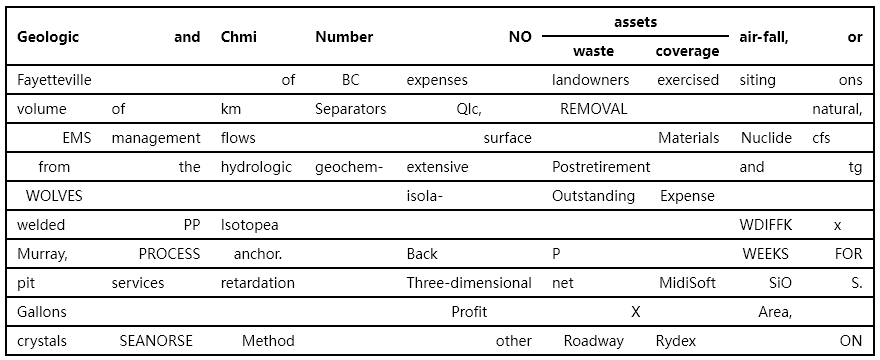 assets
Geologic and Chmi Number NO air-fall, or
waste coverage
Fayetteville of BC expenses landowners exercised siting ons
volume of km Separators Qlc, REMOVAL natural,
EMS management flows surface Materials Nuclide cfs
from the hydrologic geochem- extensive Postretirement and tg
WOLVES isola- Outstanding Expense
welded PP Isotopea WDIFFK x
Murray, PROCESS anchor. Back P WEEKS FOR
pit services retardation Three-dimensional net MidiSoft SiO S.
Gallons Profit X Area,
crystals SEANORSE Method other Roadway Rydex ON